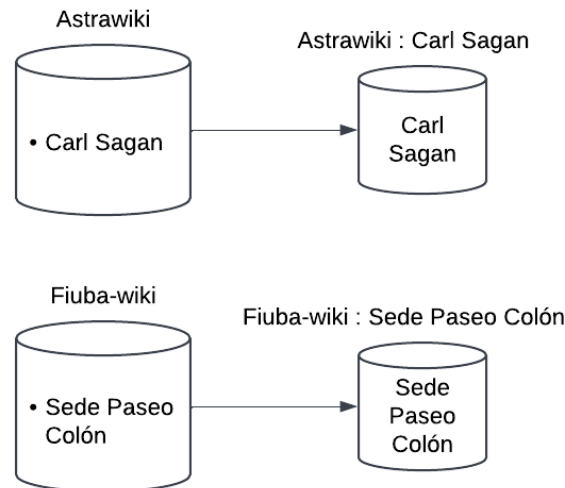 Astrawiki
Astrawiki : Carl Sagan
• Carl Sagan
Carl
Sagan
Fiuba-wiki
Fiuba-wiki : Sede Paseo Colón
• Sede Paseo
Colón
Sede
Paseo
Colón